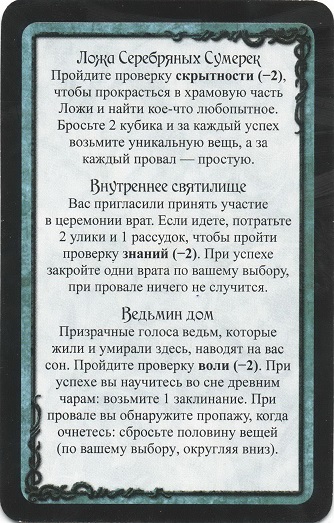 Ложа Серебряных Сумерек
Пройдите проверку скрытности (−2),
чтобы прокрасться в храмовую часть
Ложи и найти кое-что любопытное.
Бросьте 2 кубика и за каждый успех
возьмите уникальную вещь, а за
каждый провал — простую.
Внутреннее святилище
Вас пригласили принять участие
в церемонии врат. Если идете, потратьте
2 улики и 1 рассудок, чтобы пройти
проверку знаний (−2). При успехе
закройте одни врата по вашему выбору,
при провале ничего не случится.
Ведьмин дом
Призрачные голоса ведьм, которые
жили и умирали здесь, наводят на вас
сон. Пройдите проверку воли (−2). При
успехе вы научитесь во сне древним
чарам: возьмите 1 заклинание. При
провале вы обнаружите пропажу, когда
очнетесь: сбросьте половину вещей
(по вашему выбору, округляя вниз).